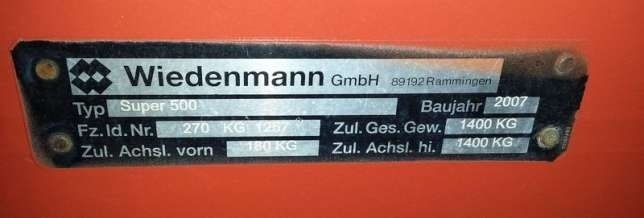 Wiedenmann GmbH 89192 Rammingen
Typ Super 500 Baujahr 2007
Fz. Id. Nr. 270 KG 1267 Zul. Ges. Gew. 1400 KG
Zul. Achsl. vorn 180 KG Zul. Achsl. hi. 1400 KG